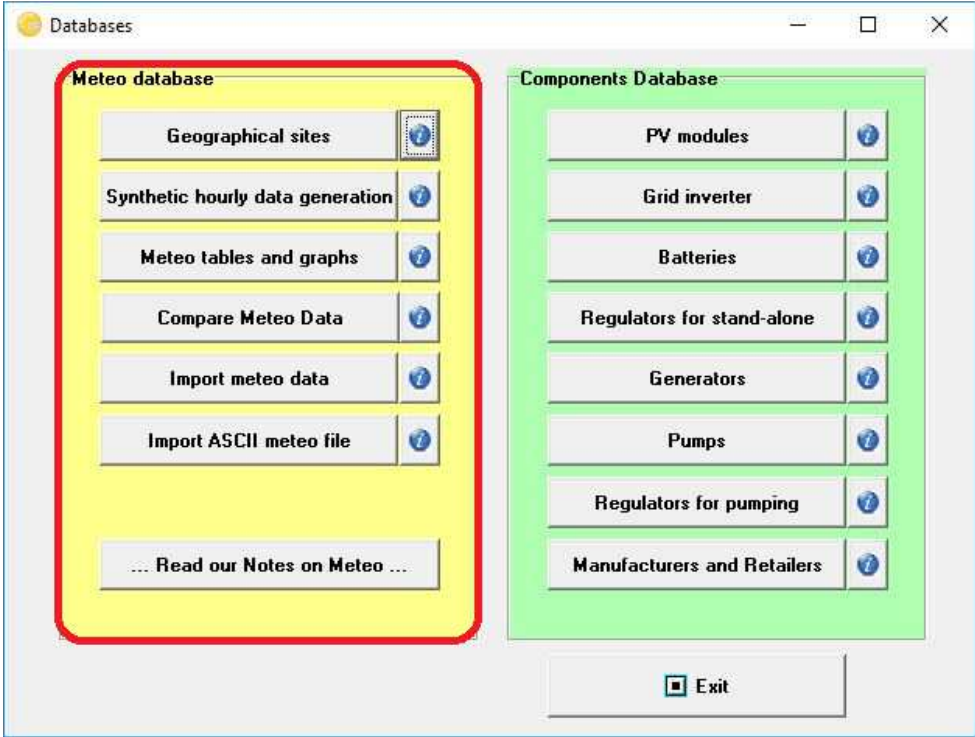 Databases
Meteo database
Geographical sites
Synthetic hourly data generation
Meteo tables and graphs
Compare Meteo Data
Import meteo data
Import ASCII meteo file
... Read our Notes on Meteo ...
Components Database
PV modules
Grid inverter
Batteries
Regulators for stand-alone
Generators
Pumps
Regulators for pumping
Manufacturers and Retailers
Exit